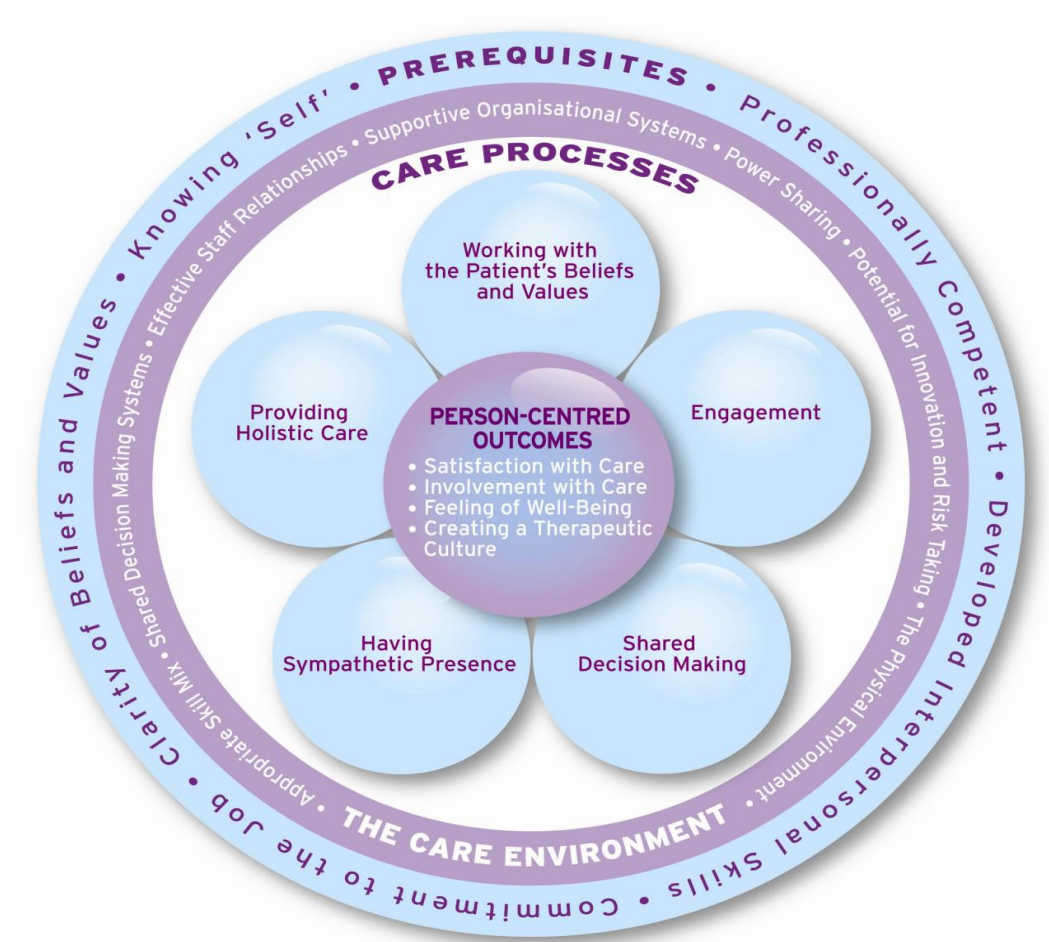 • PREREQUISITES • Professionally Competent • Developed Interpersonal Skills • Commitment to the Job • Clarity of Beliefs and Values • Knowing 'Self'
THE CARE ENVIRONMENT • Appropriate Skill Mix • Shared Decision Making Systems • Effective Staff Relationships • Supportive Organisational Systems • Power Sharing • Potential for Innovation and Risk Taking • The Physical Environment •
CARE PROCESSES
Working with
the Patient's Beliefs
and Values
Providing
Holistic Care
Engagement
PERSON-CENTRED
OUTCOMES
• Satisfaction with Care
• Involvement with Care
• Feeling of Well-Being
• Creating a Therapeutic
Culture
Having
Sympathetic Presence
Shared
Decision Making